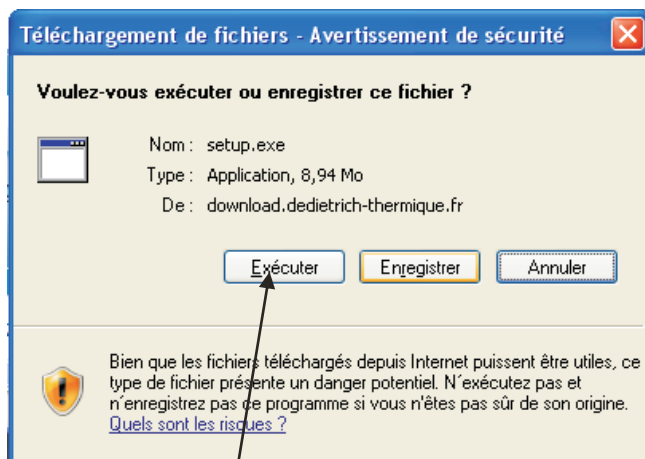 Téléchargement de fichiers - Avertissement de sécurité
Voulez-vous exécuter ou enregistrer ce fichier ?
Nom : setup.exe
Type : Application, 8,94 Mo
De : download.dedietrich-thermique.fr
Exécuter Enregistrer Annuler
Bien que les fichiers téléchargés depuis Internet puissent être utiles, ce
type de fichier présente un danger potentiel. N´exécutez pas et
n´enregistrez pas ce programme si vous n'êtes pas sûr de son origine.
Quels sont les risques ?